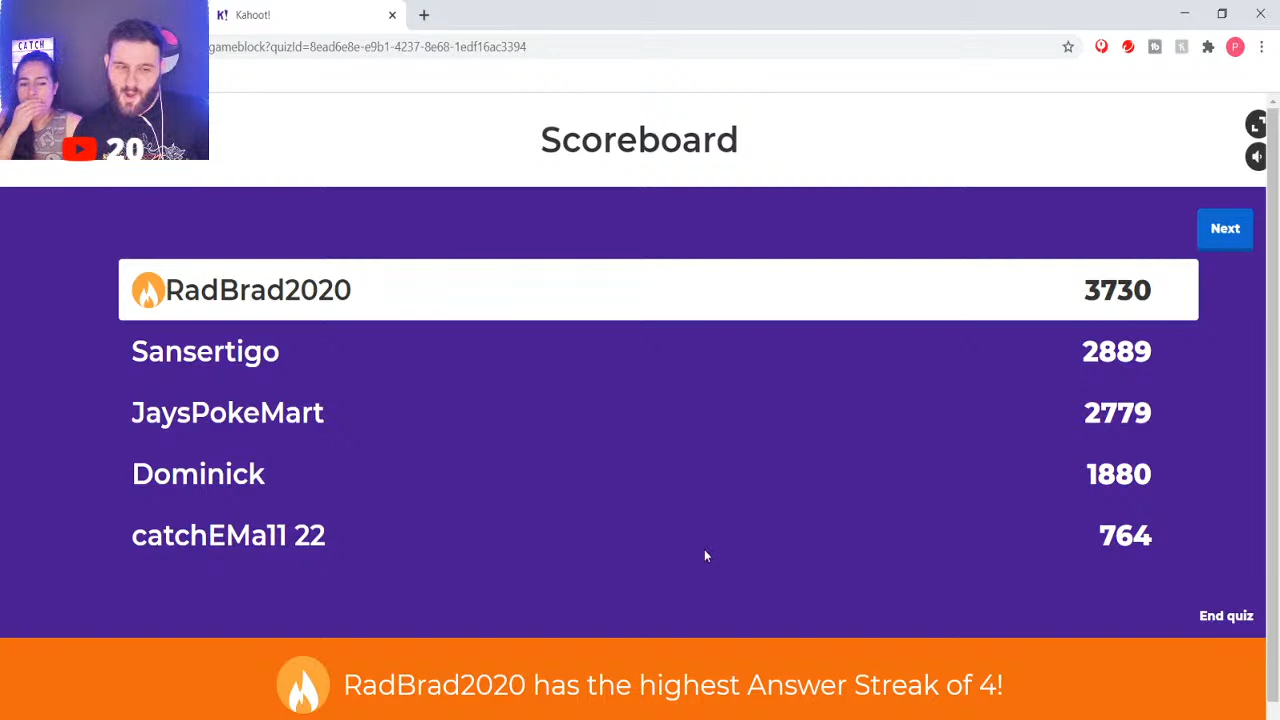 Kahoot!
gameblock?quizId=8ead6e8e-e9b1-4237-8e68-1edf16ac3394
CATCH
20
Scoreboard
Next
RadBrad2020 3730
Sansertigo 2889
JaysPokeMart 2779
Dominick 1880
catchEMa11 22 764
End quiz
RadBrad2020 has the highest Answer Streak of 4!